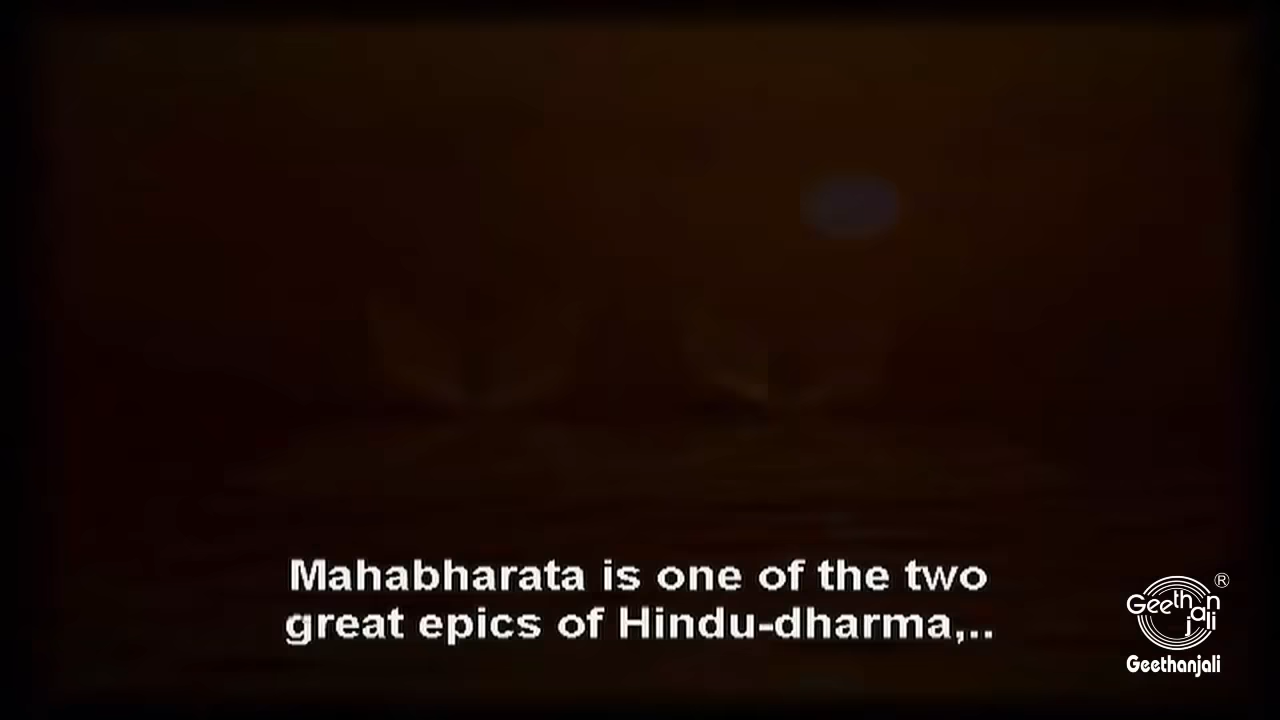 Mahabharata is one of the two
great epics of Hindu-dharma,..
Geethanjali ®
Geethanjali